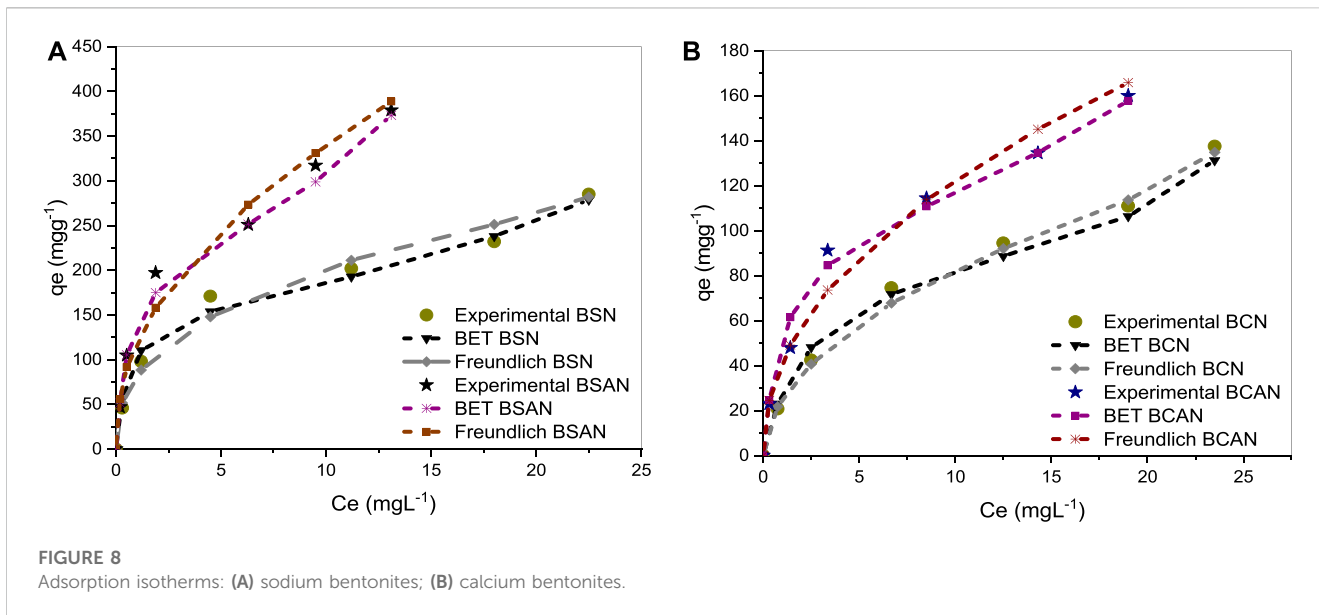 A
450
400
350
300
250
200
150
100
50
0
0 5 10 15 20 25
qe (mgg-1)
Ce (mgL-1)
Experimental BSN
BET BSN
Freundlich BSN
Experimental BSAN
BET BSAN
Freundlich BSAN
B
180
160
140
120
100
80
60
40
20
0
0 5 10 15 20 25
qe (mgg-1)
Ce (mgL-1)
Experimental BCN
BET BCN
Freundlich BCN
Experimental BCAN
BET BCAN
Freundlich BCAN
FIGURE 8
Adsorption isotherms: (A) sodium bentonites; (B) calcium bentonites.